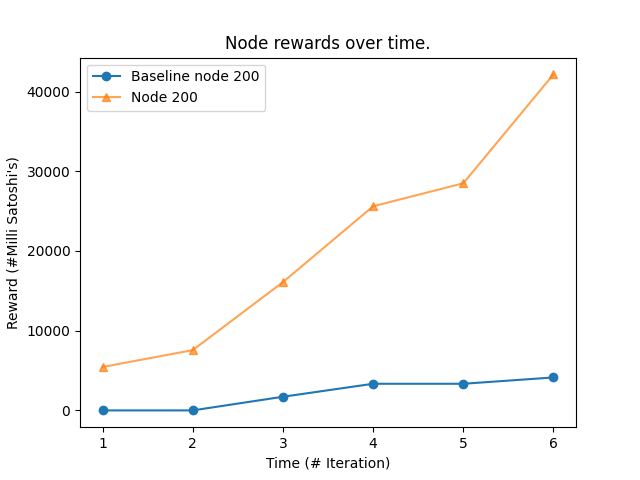 Node rewards over time.
Baseline node 200
Node 200
Reward (#Milli Satoshi's)
40000
30000
20000
10000
0
1 2 3 4 5 6
Time (# Iteration)